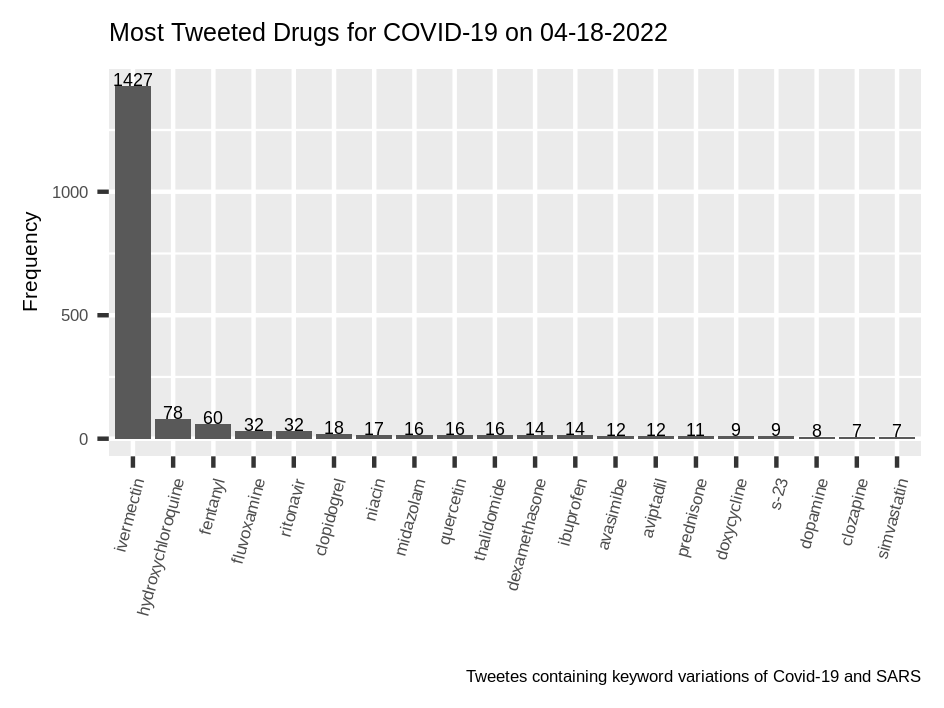 Most Tweeted Drugs for COVID-19 on 04-18-2022
1427
1000
Frequency
500
78
60
32
32
18
17
16
16
16
14
14
12
12
11
9
9
8
7
7
0
ivermectin
hydroxychloroquine
fentanyl
fluvoxamine
ritonavir
clopidogrel
niacin
midazolam
quercetin
thalidomide
dexamethasone
ibuprofen
avasimibe
aviptadil
prednisone
doxycycline
s-23
dopamine
clozapine
simvastatin
Tweetes containing keyword variations of Covid-19 and SARS